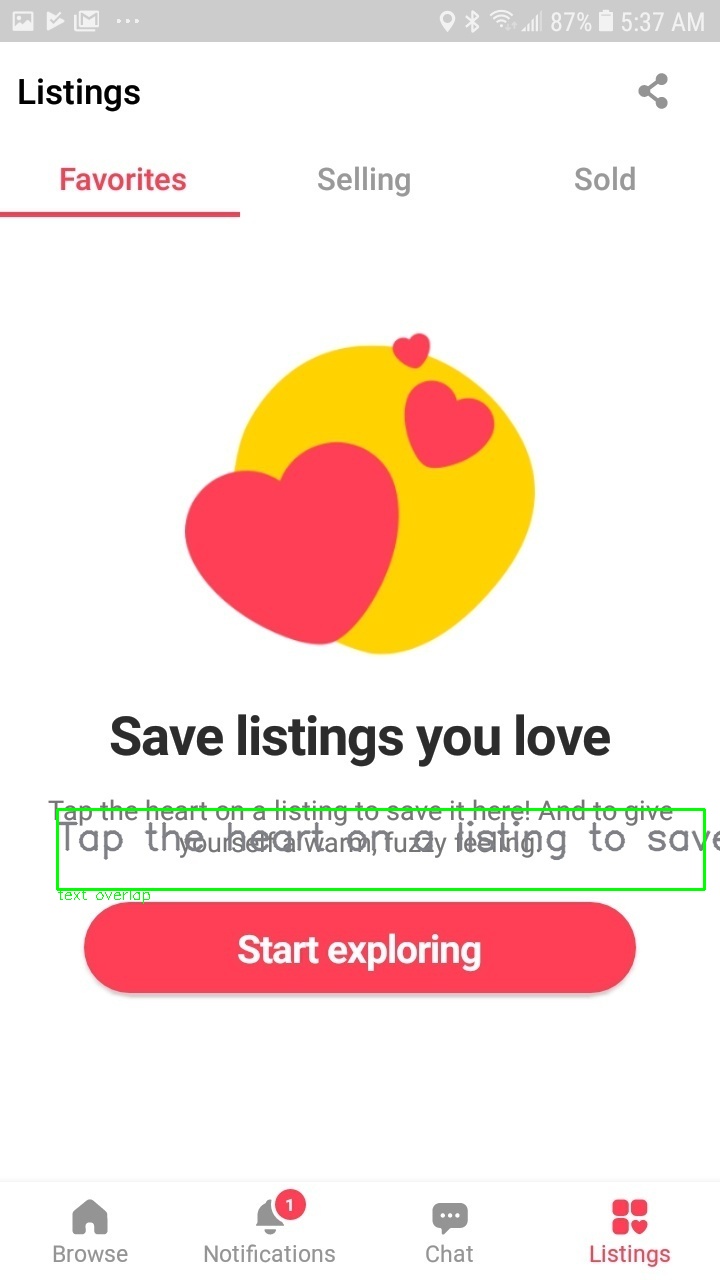 87% 5:37 AM
Listings
Favorites Selling Sold
Save listings you love
Tap the heart on a listing to save it here! And to give
Tap the heart on a listing to save
yourself a warm, fuzzy feeling.
text overlap
Start exploring
1
Browse Notifications Chat Listings